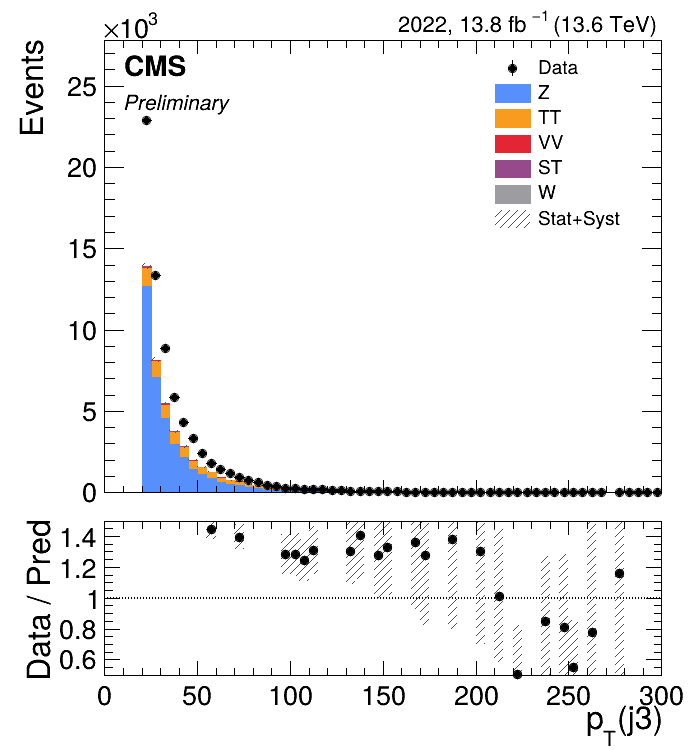 ×10³
2022, 13.8 fb⁻¹ (13.6 TeV)
CMS
Preliminary
Events
25
20
15
10
5
0
Data
Z
TT
VV
ST
W
Stat+Syst
Data / Pred
1.4
1.2
1
0.8
0.6
0 50 100 150 200 250 300
p_T(j3)